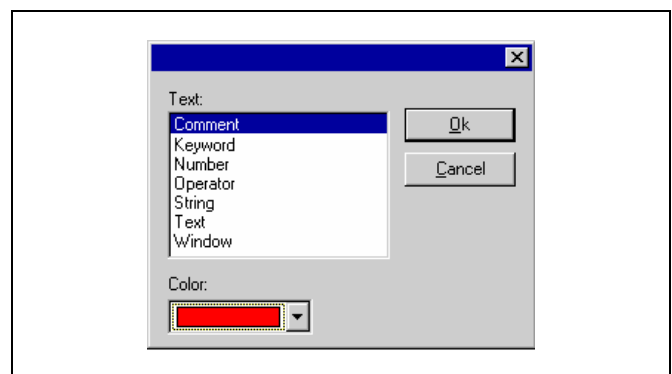 Text:
Comment
Keyword
Number
Operator
String
Text
Window
Ok
Cancel
Color: